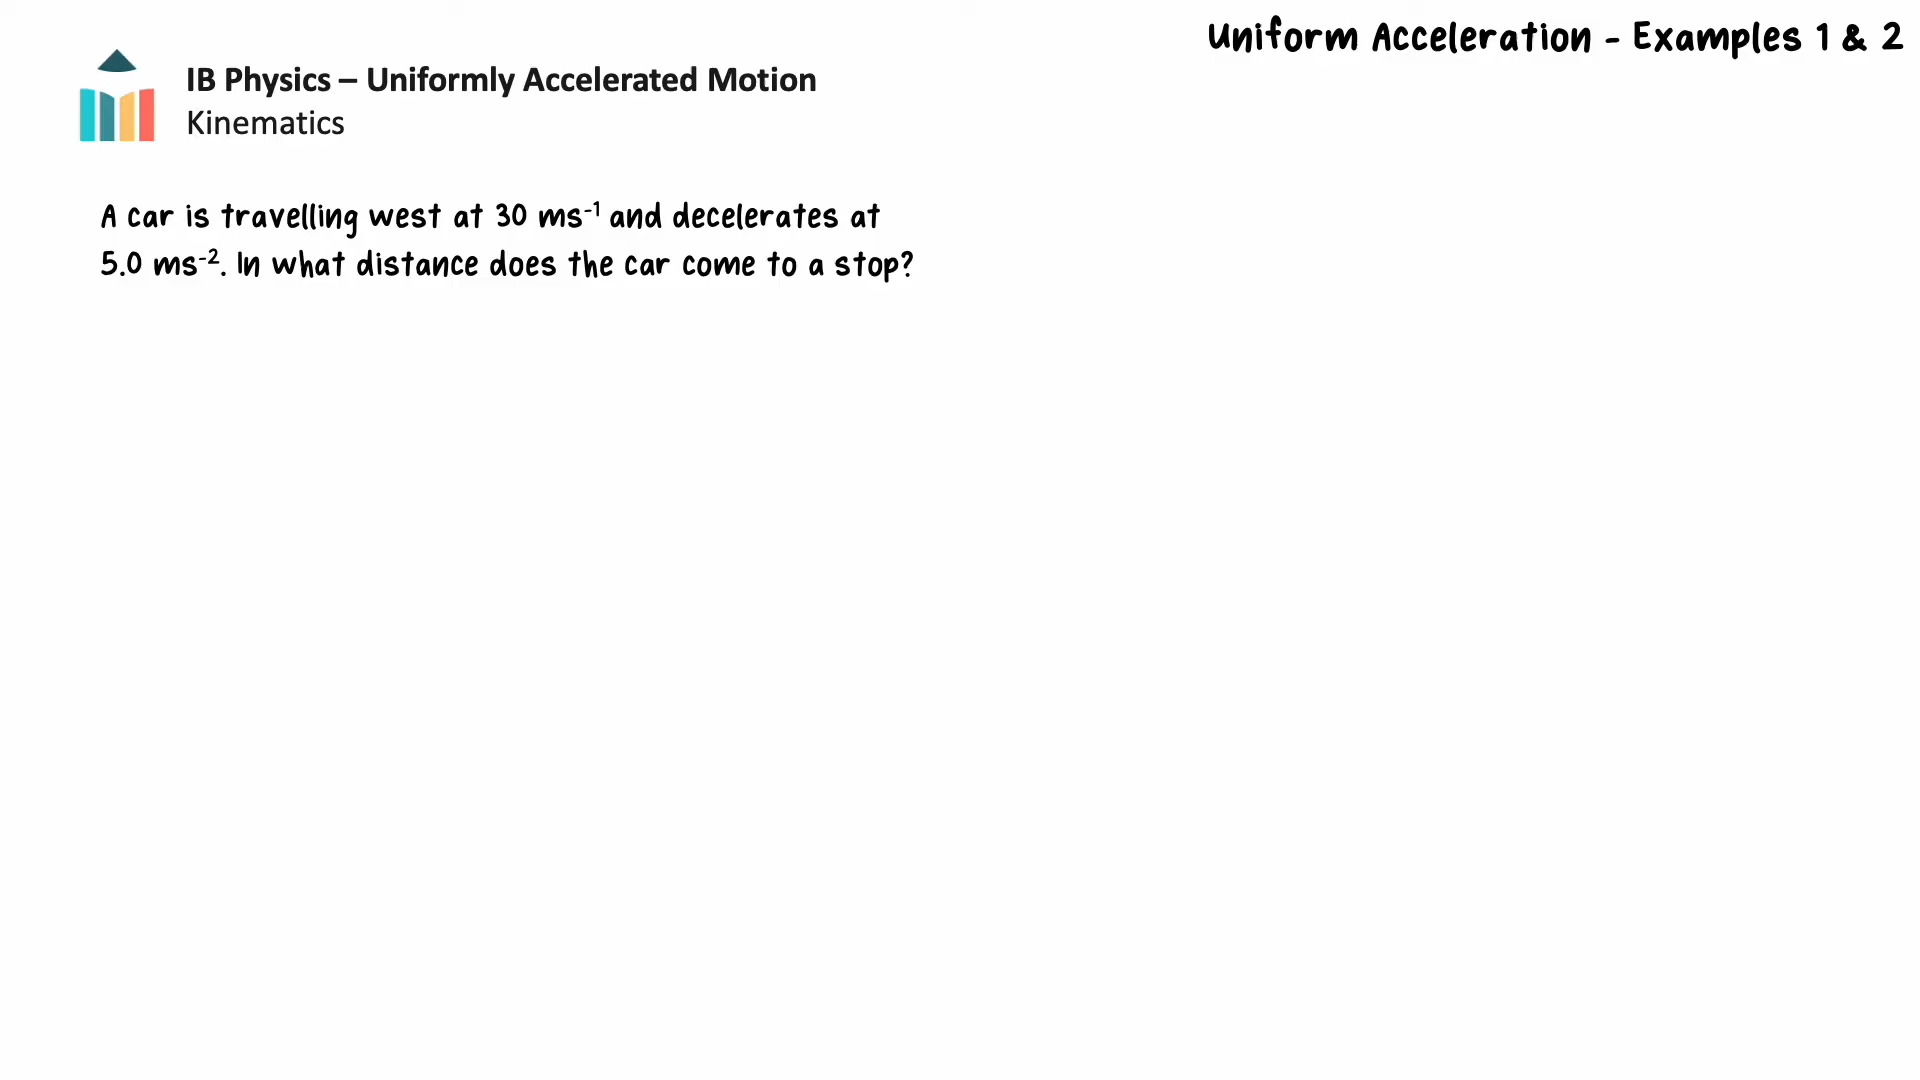 Uniform Acceleration - Examples 1 & 2
IB Physics – Uniformly Accelerated Motion
Kinematics
A car is travelling west at 30 ms⁻¹ and decelerates at
5.0 ms⁻². In what distance does the car come to a stop?